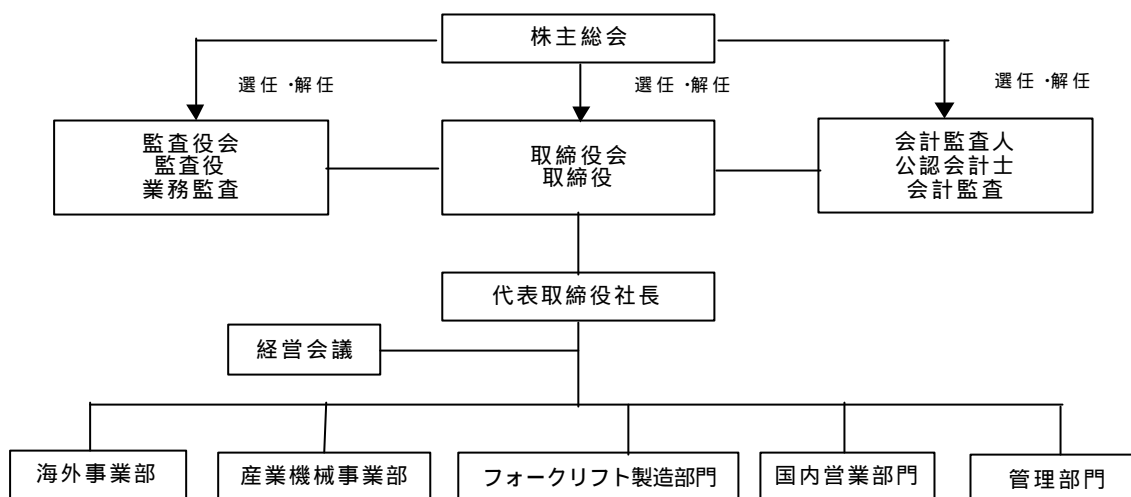 株主総会
選任・解任
選任・解任
選任・解任
監査役会
監査役
業務監査
取締役会
取締役
会計監査人
公認会計士
会計監査
代表取締役社長
経営会議
海外事業部
産業機械事業部
フォークリフト製造部門
国内営業部門
管理部門